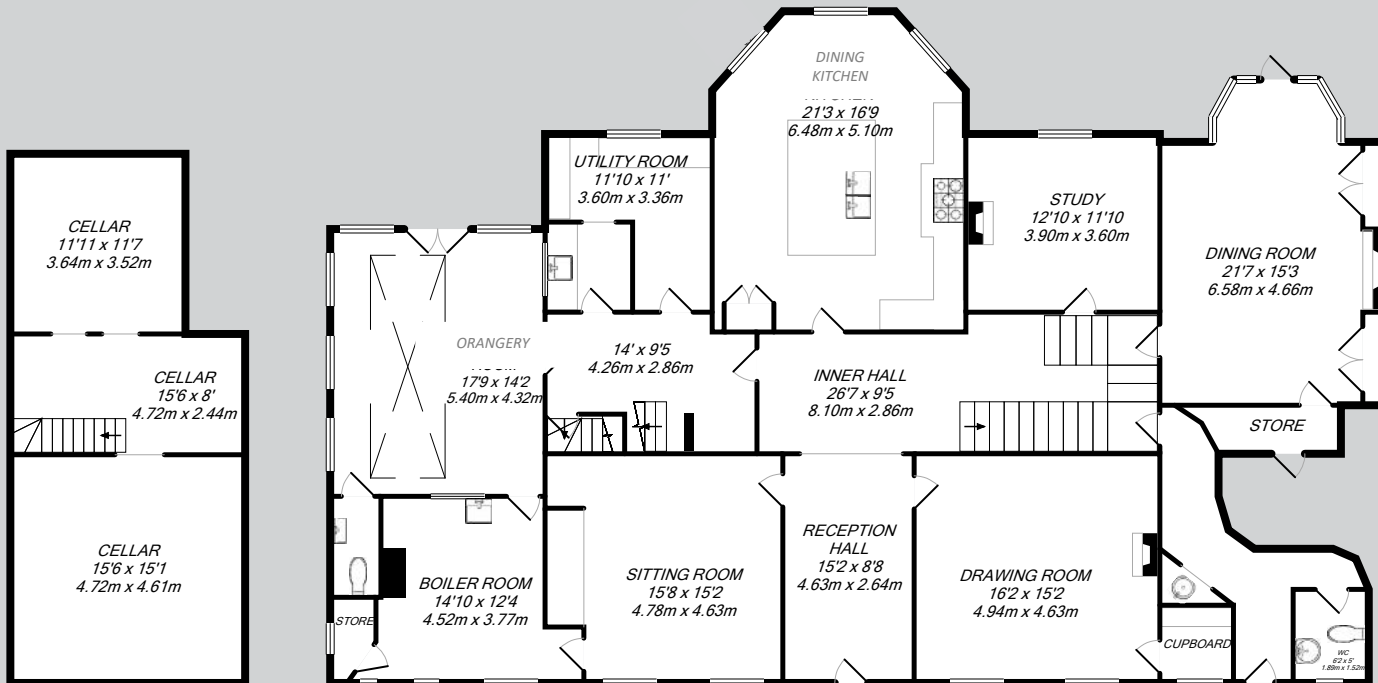 CELLAR
11'11 x 11'7
3.64m x 3.52m
CELLAR
15'6 x 8'
4.72m x 2.44m
CELLAR
15'6 x 15'1
4.72m x 4.61m
DINING
KITCHEN
21'3 x 16'9
6.48m x 5.10m
UTILITY ROOM
11'10 x 11'
3.60m x 3.36m
STUDY
12'10 x 11'10
3.90m x 3.60m
DINING ROOM
21'7 x 15'3
6.58m x 4.66m
ORANGERY
17'9 x 14'2
5.40m x 4.32m
14' x 9'5
4.26m x 2.86m
INNER HALL
26'7 x 9'5
8.10m x 2.86m
STORE
BOILER ROOM
14'10 x 12'4
4.52m x 3.77m
STORE
SITTING ROOM
15'8 x 15'2
4.78m x 4.63m
RECEPTION
HALL
15'2 x 8'8
4.63m x 2.64m
DRAWING ROOM
16'2 x 15'2
4.94m x 4.63m
CUPBOARD
WC
6'2 x 5'
1.89m x 1.52m